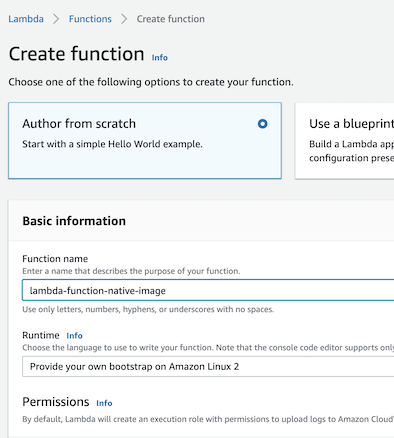 Lambda > Functions > Create function
Create function Info
Choose one of the following options to create your function.
Author from scratch
Start with a simple Hello World example.
Use a blueprint
Build a Lambda app
configuration prese
Basic information
Function name
Enter a name that describes the purpose of your function.
lambda-function-native-image
Use only letters, numbers, hyphens, or underscores with no spaces.
Runtime Info
Choose the language to use to write your function. Note that the console code editor supports only
Provide your own bootstrap on Amazon Linux 2
Permissions Info
By default, Lambda will create an execution role with permissions to upload logs to Amazon Cloud